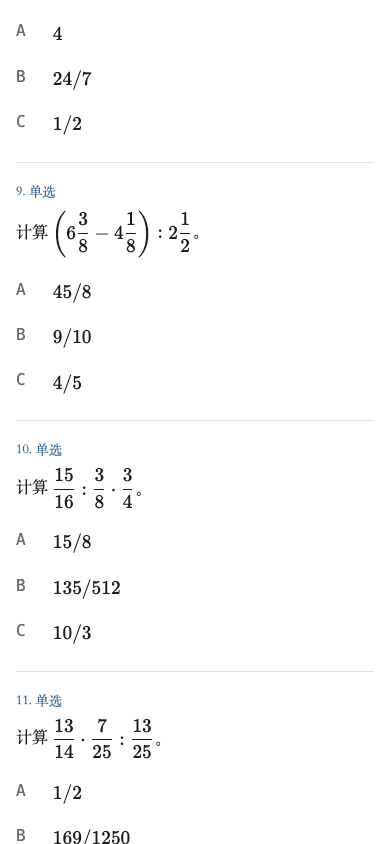 A 4
B 24/7
C 1/2
9. 单选
计算 (6 3/8 − 4 1/8) : 2 1/2。
A 45/8
B 9/10
C 4/5
10. 单选
计算 15/16 : 3/8 · 3/4。
A 15/8
B 135/512
C 10/3
11. 单选
计算 13/14 · 7/25 : 13/25。
A 1/2
B 169/1250